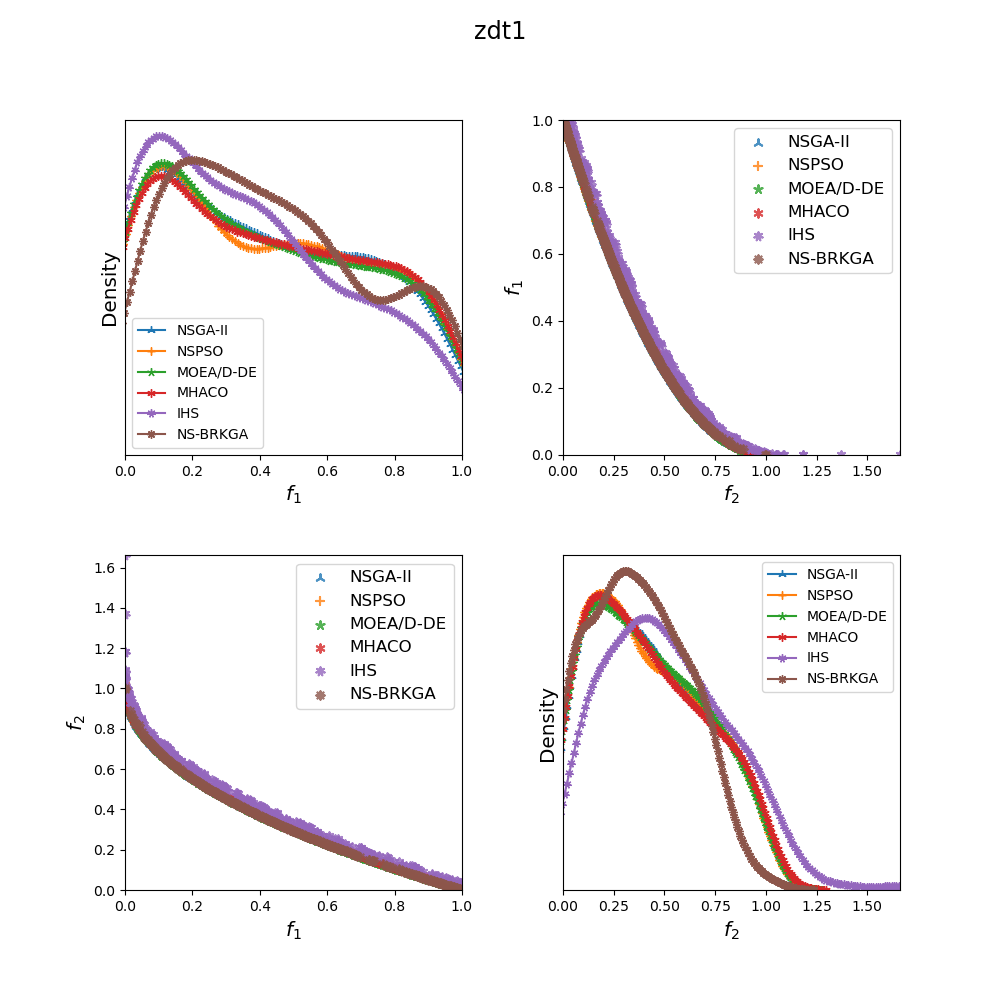 zdt1
Density
NSGA-II
NSPSO
MOEA/D-DE
MHACO
IHS
NS-BRKGA
0.0 0.2 0.4 0.6 0.8 1.0
f1
1.0
0.8
0.6
0.4
0.2
0.0
f1
NSGA-II
NSPSO
MOEA/D-DE
MHACO
IHS
NS-BRKGA
0.00 0.25 0.50 0.75 1.00 1.25 1.50
f2
1.6
1.4
1.2
1.0
0.8
0.6
0.4
0.2
0.0
f2
NSGA-II
NSPSO
MOEA/D-DE
MHACO
IHS
NS-BRKGA
0.0 0.2 0.4 0.6 0.8 1.0
f1
Density
NSGA-II
NSPSO
MOEA/D-DE
MHACO
IHS
NS-BRKGA
0.00 0.25 0.50 0.75 1.00 1.25 1.50
f2